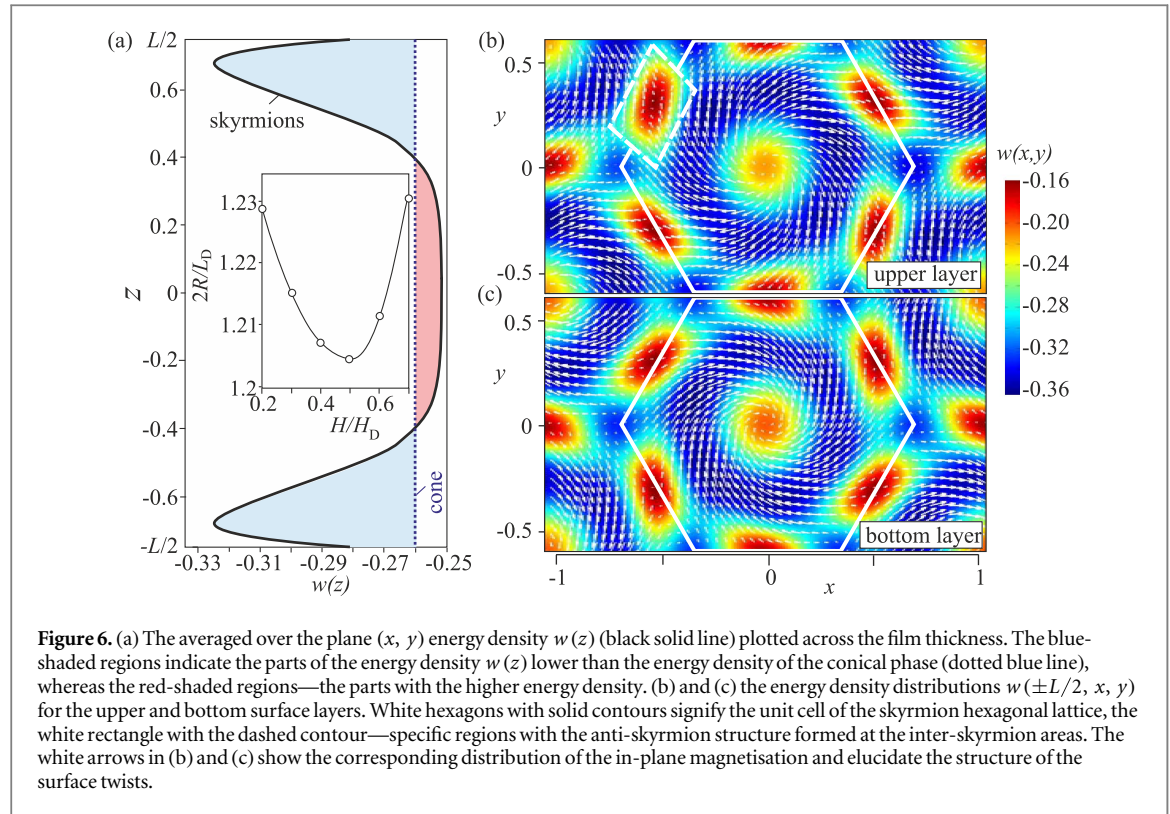 (a)
L/2
0.6
0.4
0.2
0
-0.2
-0.4
-0.6
-L/2
Z
skyrmions
1.23
1.22
1.21
1.2
2R/L_D
0.2 0.4 0.6
H/H_D
cone
-0.33 -0.31 -0.29 -0.27 -0.25
w(z)
(b)
0.5
y
0
-0.5
upper layer
(c)
0.5
y
0
-0.5
bottom layer
-1 0 1
x
w(x,y)
-0.16
-0.20
-0.24
-0.28
-0.32
-0.36
Figure 6. (a) The averaged over the plane (x, y) energy density w (z) (black solid line) plotted across the film thickness. The blue-
shaded regions indicate the parts of the energy density w (z) lower than the energy density of the conical phase (dotted blue line),
whereas the red-shaded regions—the parts with the higher energy density. (b) and (c) the energy density distributions w (±L/2, x, y)
for the upper and bottom surface layers. White hexagons with solid contours signify the unit cell of the skyrmion hexagonal lattice, the
white rectangle with the dashed contour—specific regions with the anti-skyrmion structure formed at the inter-skyrmion areas. The
white arrows in (b) and (c) show the corresponding distribution of the in-plane magnetisation and elucidate the structure of the
surface twists.